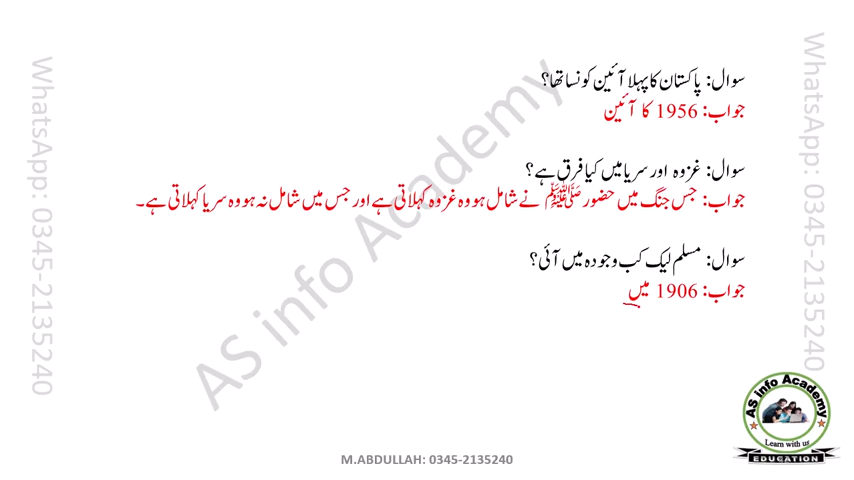 سوال: پاکستان کا پہلا آئین کونسا تھا؟
جواب: 1956 کا آئین
سوال: غزوہ اور سریا میں کیا فرق ہے؟
جواب: جس جنگ میں حضور ﷺ نے شامل ہو وہ غزوہ کہلاتی ہے اور جس میں شامل نہ ہو وہ سریا کہلاتی ہے۔
سوال: مسلم لیک کب وجودہ میں آئی؟
جواب: 1906 میں
AS info Academy
WhatsApp: 0345-2135240
WhatsApp: 0345-2135240
AS info Academy
Learn with us
EDUCATION
M.ABDULLAH: 0345-2135240